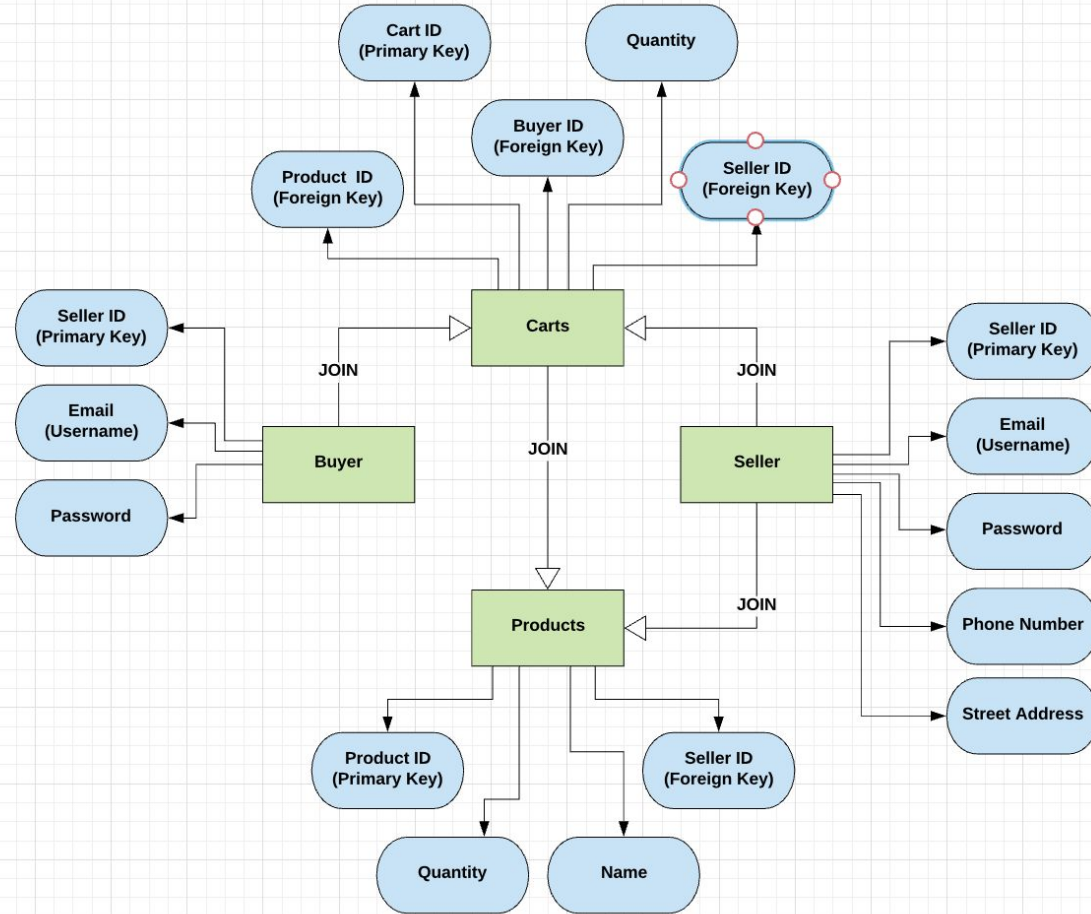 Cart ID
(Primary Key)
Quantity
Buyer ID
(Foreign Key)
Product  ID
(Foreign Key)
Seller ID
(Foreign Key)
Carts
Seller ID
(Primary Key)
Email
(Username)
Password
JOIN
JOIN
JOIN
Buyer
Seller
Seller ID
(Primary Key)
Email
(Username)
Password
Phone Number
Street Address
JOIN
Products
Product ID
(Primary Key)
Seller ID
(Foreign Key)
Quantity
Name